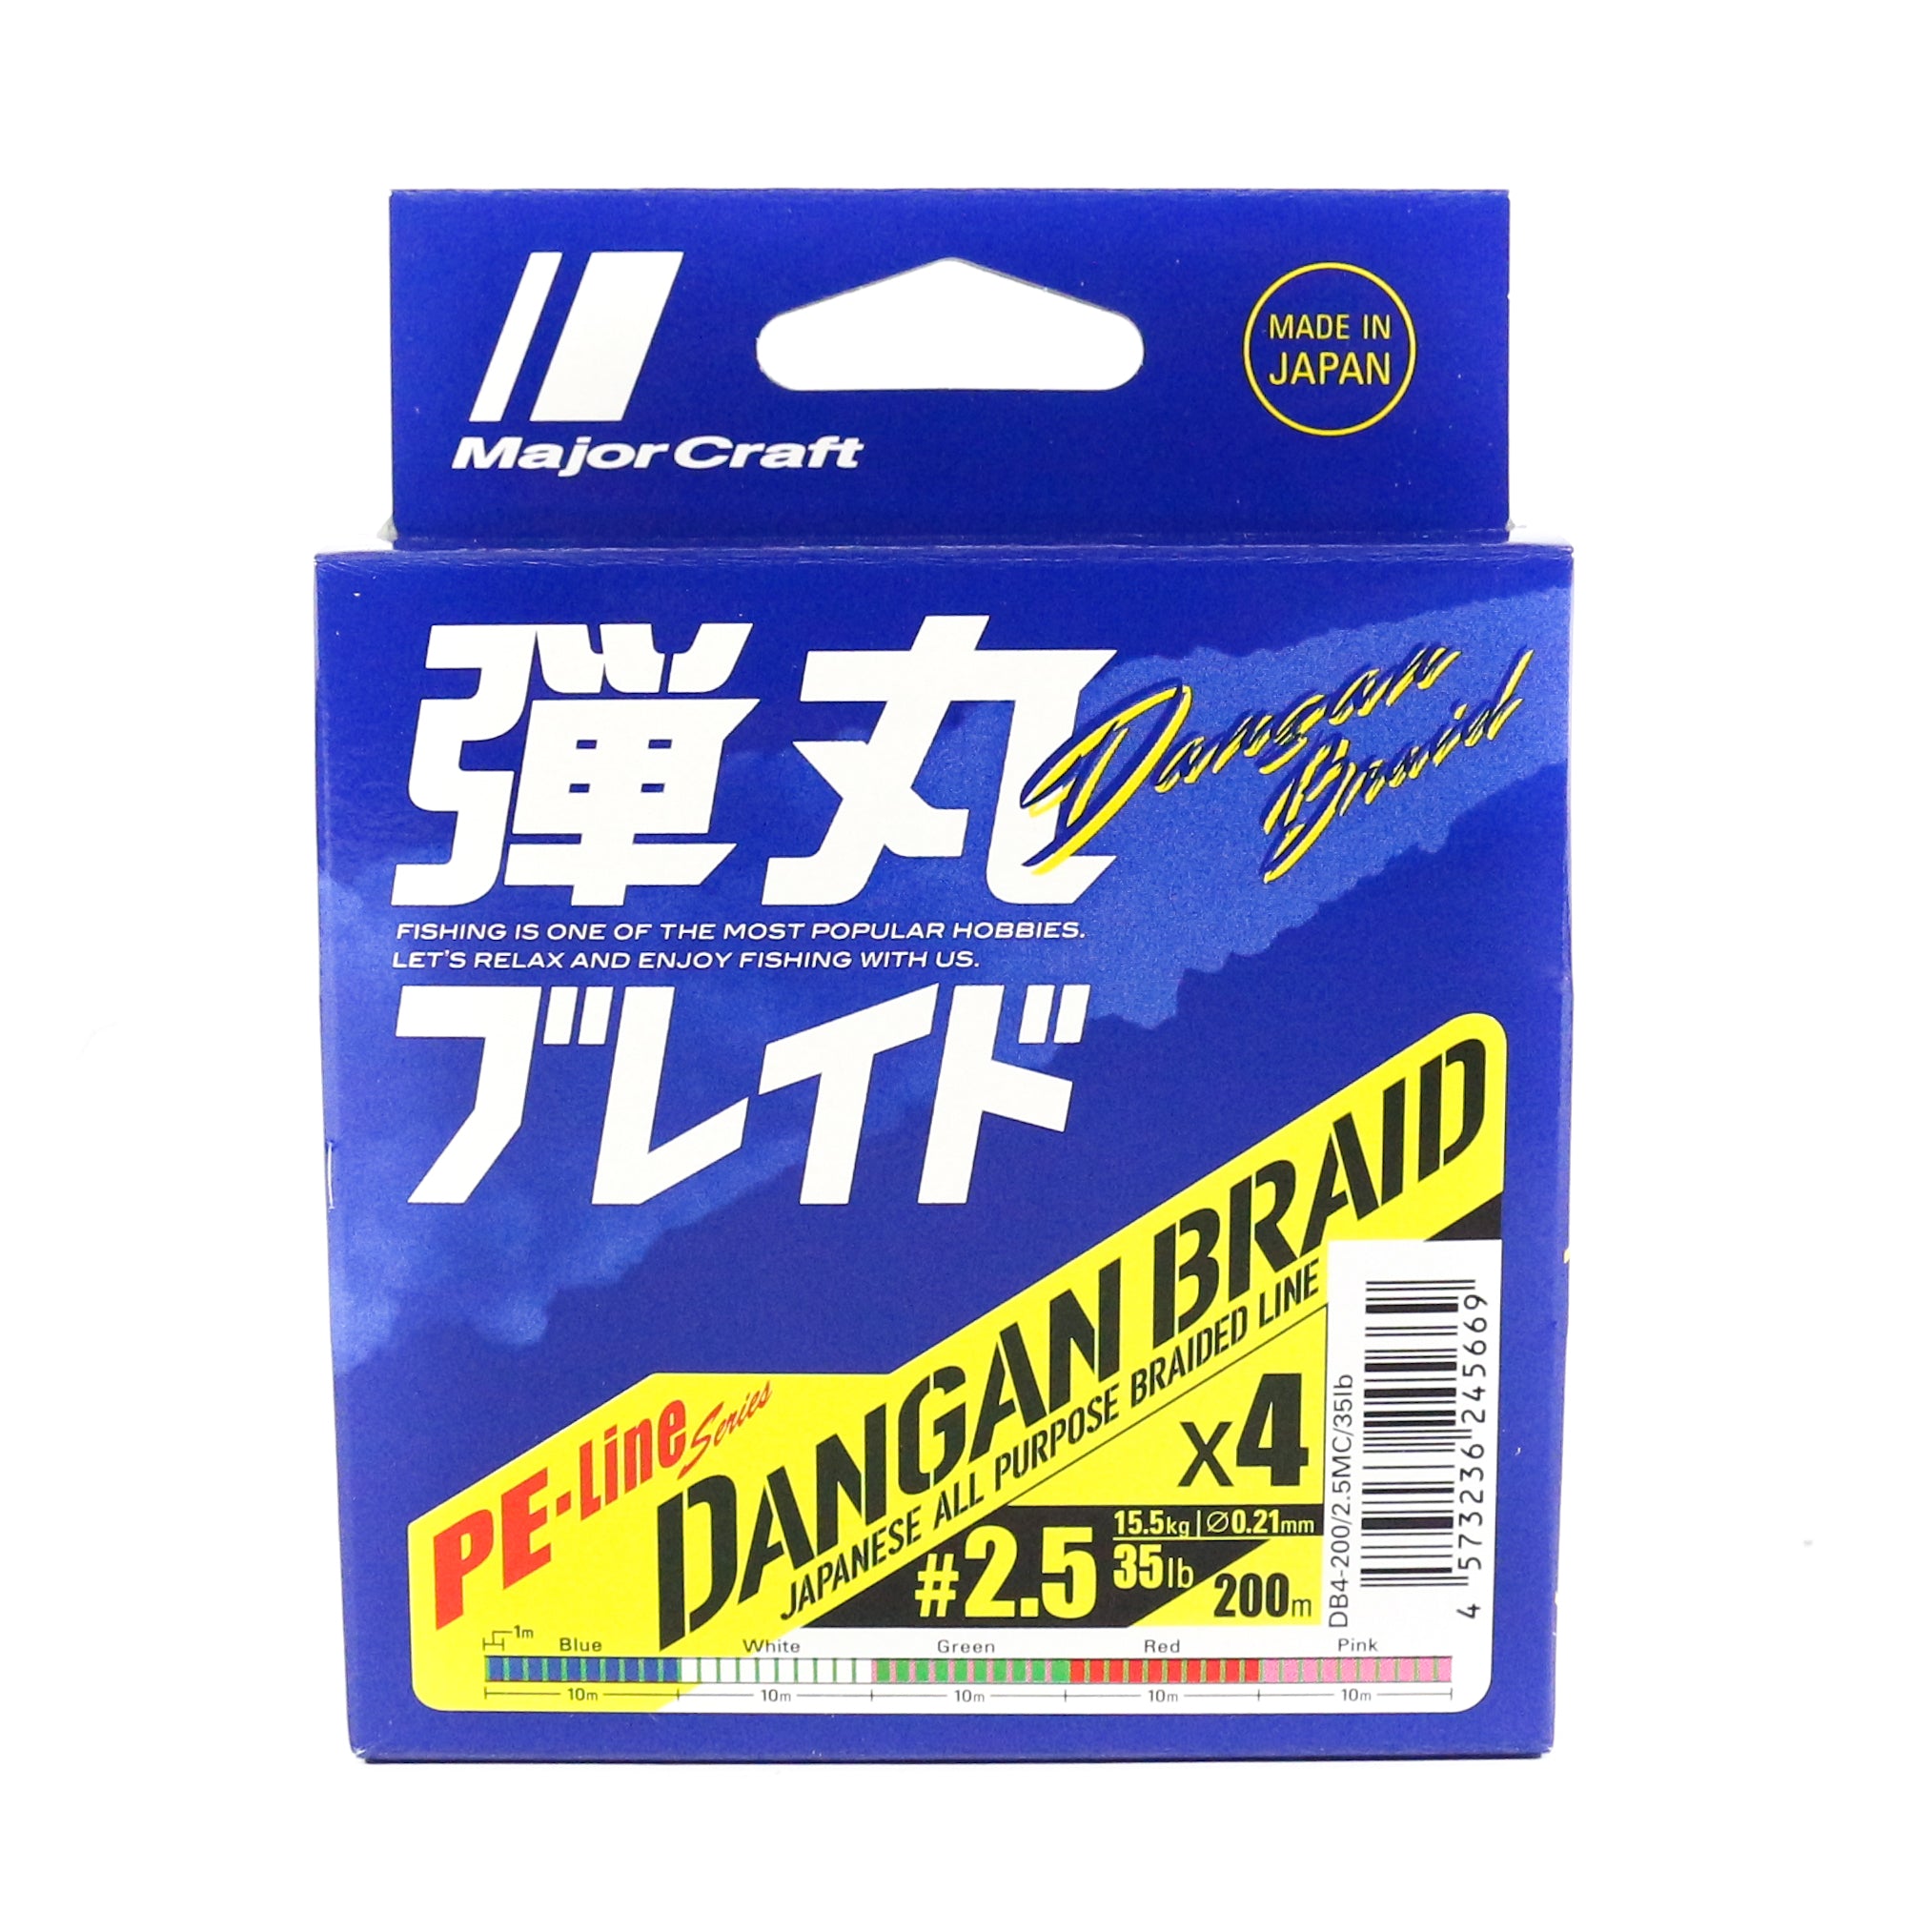 MADE IN
JAPAN
Major Craft
弾丸
Dangan
Braid
FISHING IS ONE OF THE MOST POPULAR HOBBIES.
LET'S RELAX AND ENJOY FISHING WITH US.
ブレイド
PE-Line Series
DANGAN BRAID
JAPANESE ALL PURPOSE BRAIDED LINE
X4
#2.5
15.5kg | ∅0.21mm
35lb
200m
DB4-200/2.5MC/35lb
4 573236 245669
1m
Blue White Green Red Pink
10m 10m 10m 10m 10m